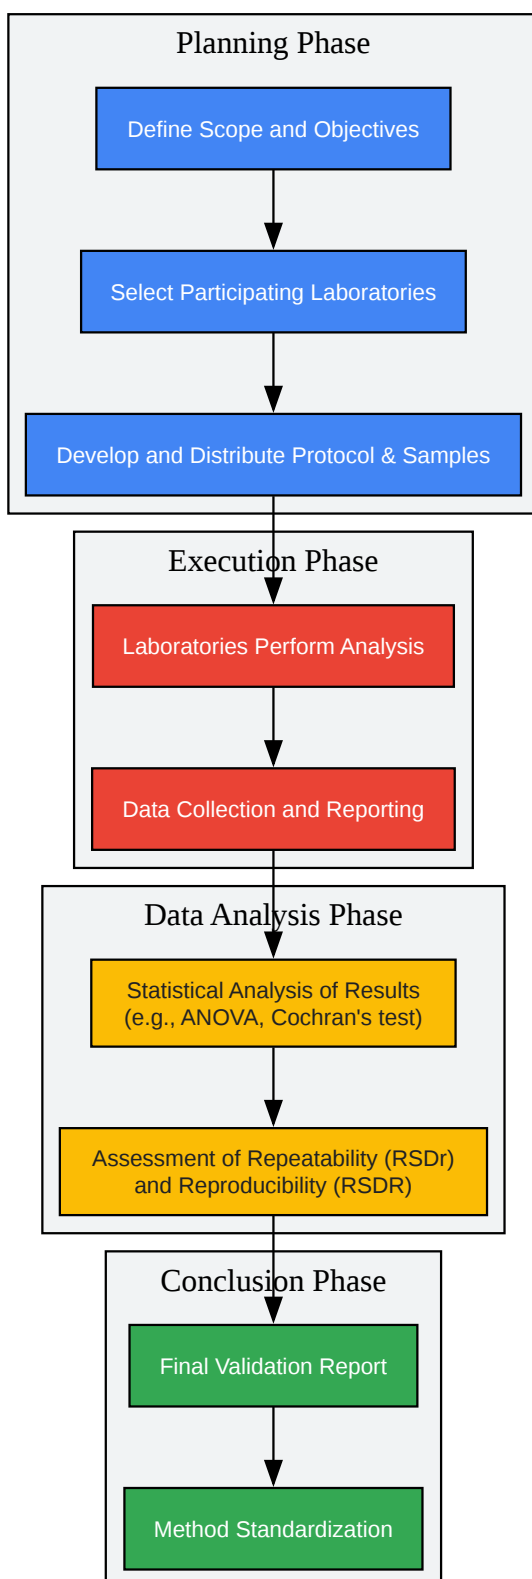 Planning Phase
Define Scope and Objectives
Select Participating Laboratories
Develop and Distribute Protocol & Samples
Execution Phase
Laboratories Perform Analysis
Data Collection and Reporting
Data Analysis Phase
Statistical Analysis of Results
(e.g., ANOVA, Cochran's test)
Assessment of Repeatability (RSDr)
and Reproducibility (RSDR)
Conclusion Phase
Final Validation Report
Method Standardization